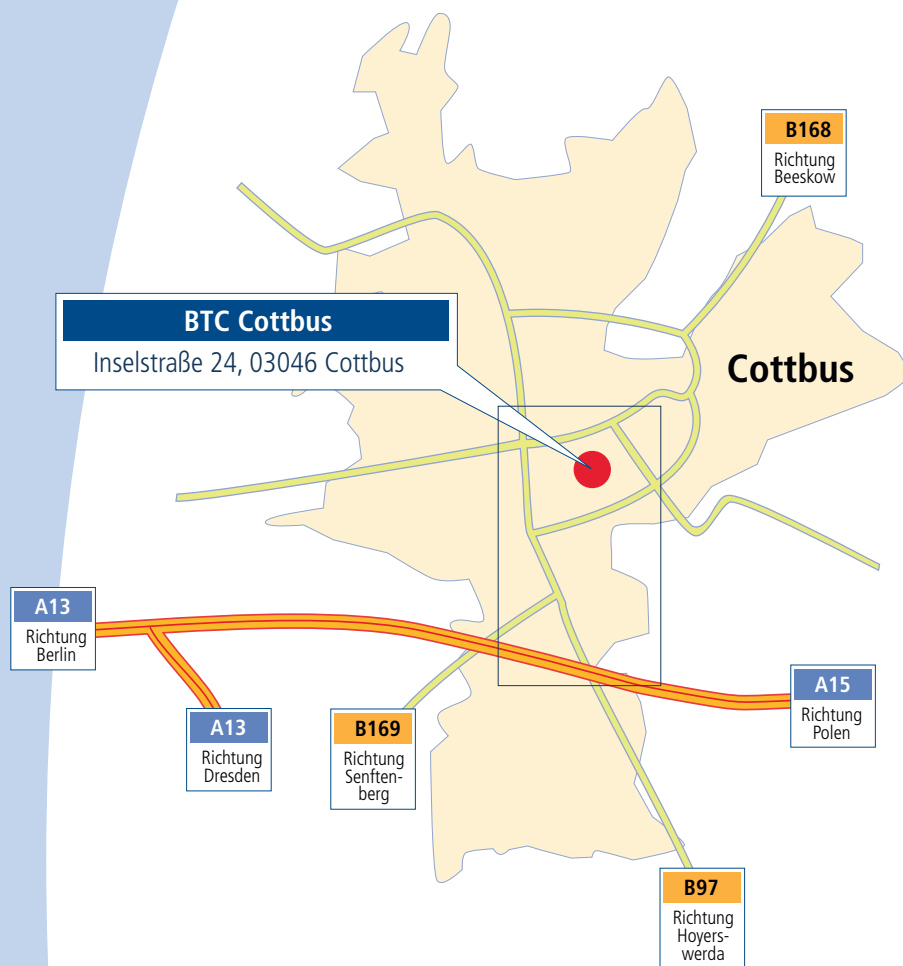 B168
Richtung
Beeskow
BTC Cottbus
Inselstraße 24, 03046 Cottbus
Cottbus
A13
Richtung
Berlin
A13
Richtung
Dresden
B169
Richtung
Senften-
berg
A15
Richtung
Polen
B97
Richtung
Hoyers-
werda